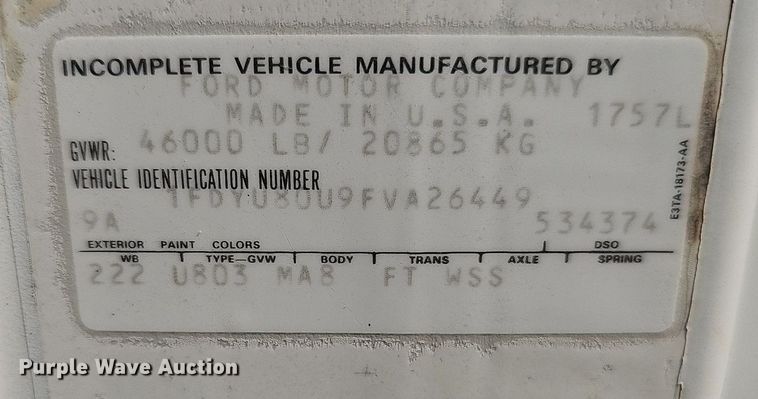 INCOMPLETE VEHICLE MANUFACTURED BY
FORD MOTOR COMPANY
MADE IN U.S.A. 1757L
GVWR: 46000 LB/ 20865 KG
VEHICLE IDENTIFICATION NUMBER
1FDYU80U9FVA26449
9A 534374
EXTERIOR PAINT COLORS DSO
WB TYPE—GVW BODY TRANS AXLE SPRING
222 U803 MA8 FT WSS
E3TA-18173-AA
Purple Wave Auction